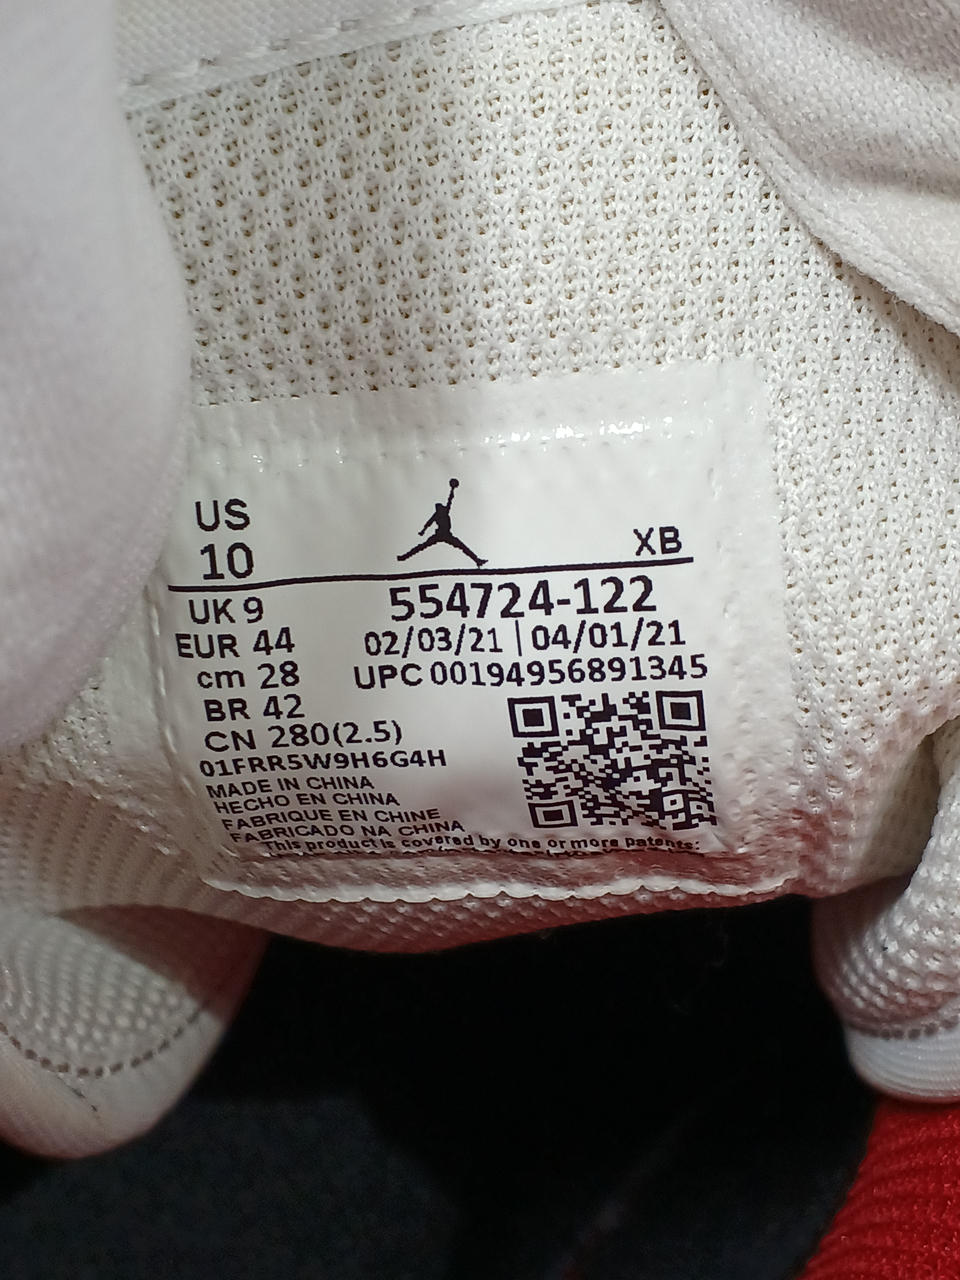 US
10
XB
UK 9
554724-122
EUR 44
02/03/21 | 04/01/21
cm 28
UPC 00194956891345
BR 42
CN 280(2.5)
01FRR5W9H6G4H
MADE IN CHINA
HECHO EN CHINA
FABRIQUE EN CHINE
FABRICADO NA CHINA
This product is covered by one or more patents: